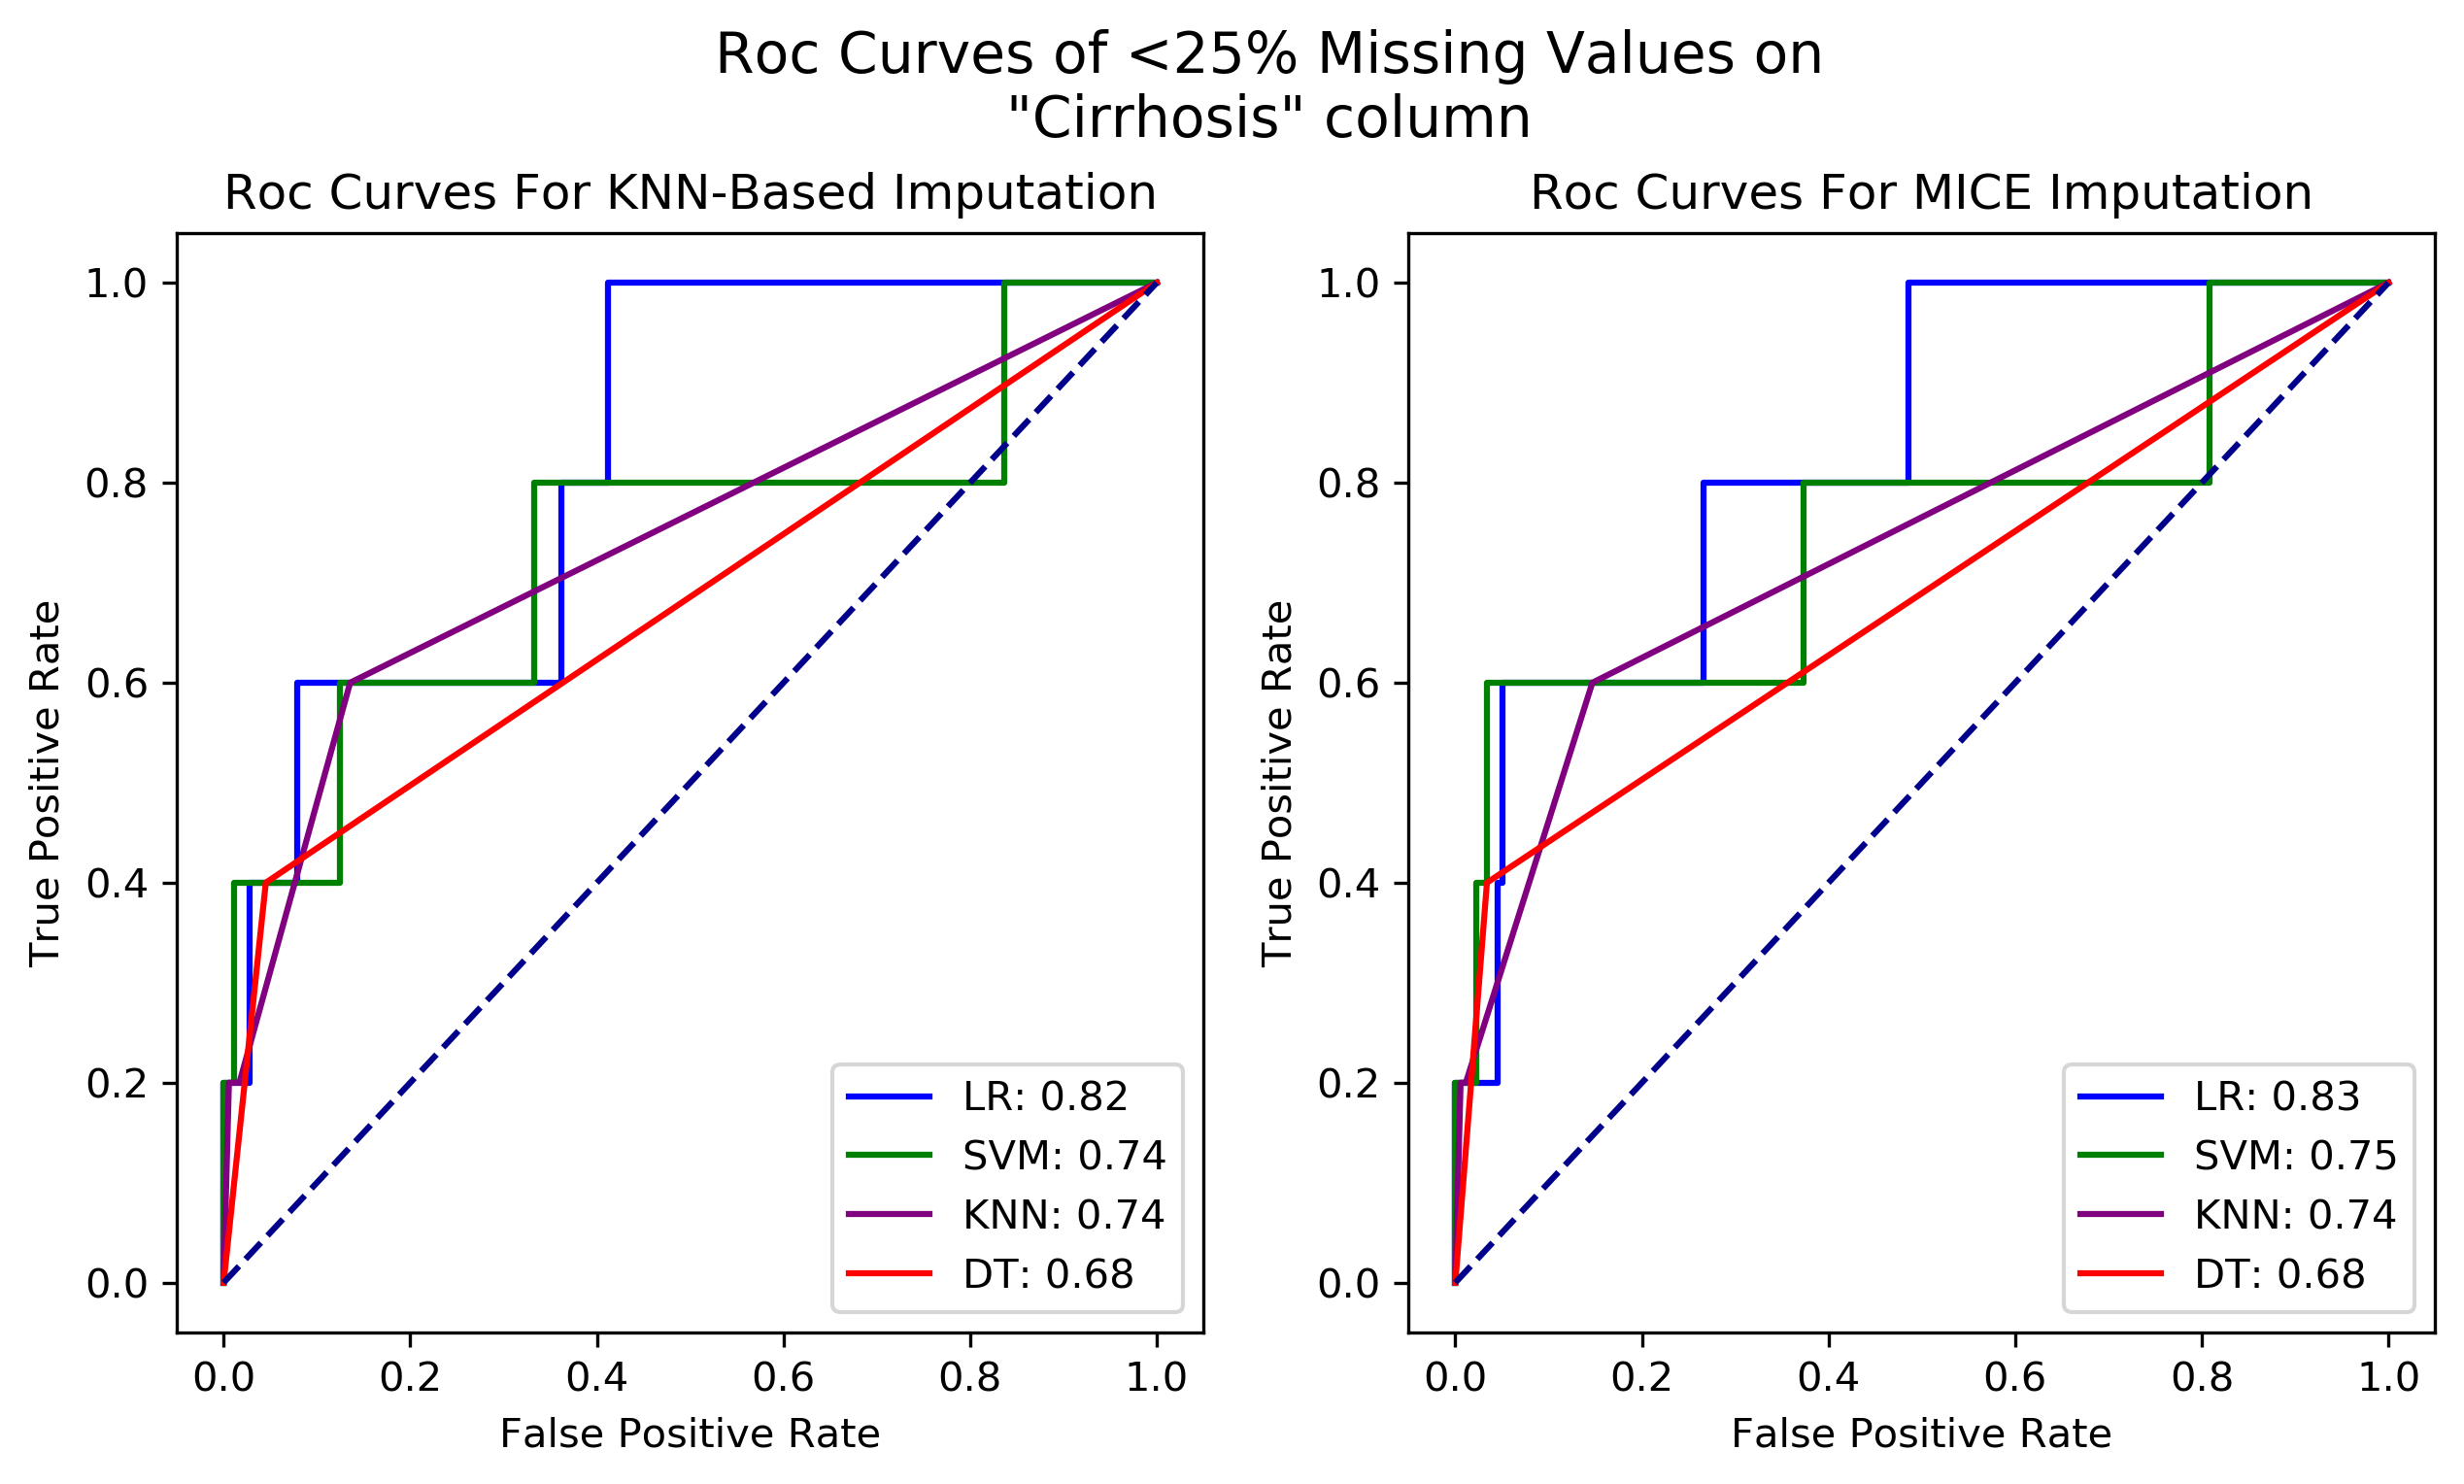 Roc Curves of <25% Missing Values on
"Cirrhosis" column
Roc Curves For KNN-Based Imputation
True Positive Rate
1.0
0.8
0.6
0.4
0.2
0.0
LR: 0.82
SVM: 0.74
KNN: 0.74
DT: 0.68
0.0 0.2 0.4 0.6 0.8 1.0
False Positive Rate
Roc Curves For MICE Imputation
True Positive Rate
1.0
0.8
0.6
0.4
0.2
0.0
LR: 0.83
SVM: 0.75
KNN: 0.74
DT: 0.68
0.0 0.2 0.4 0.6 0.8 1.0
False Positive Rate